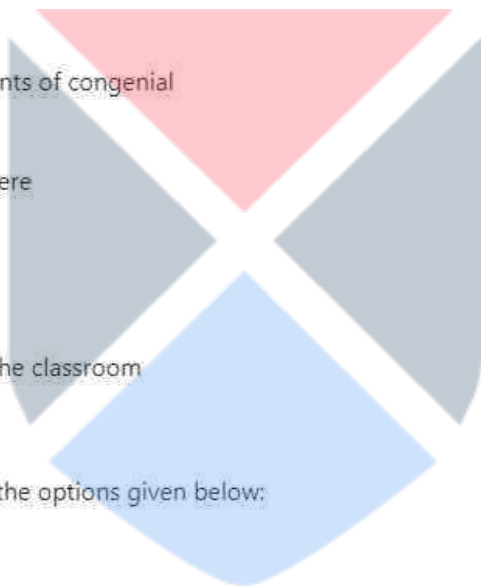 nts of congenial
ere
he classroom
the options given below: